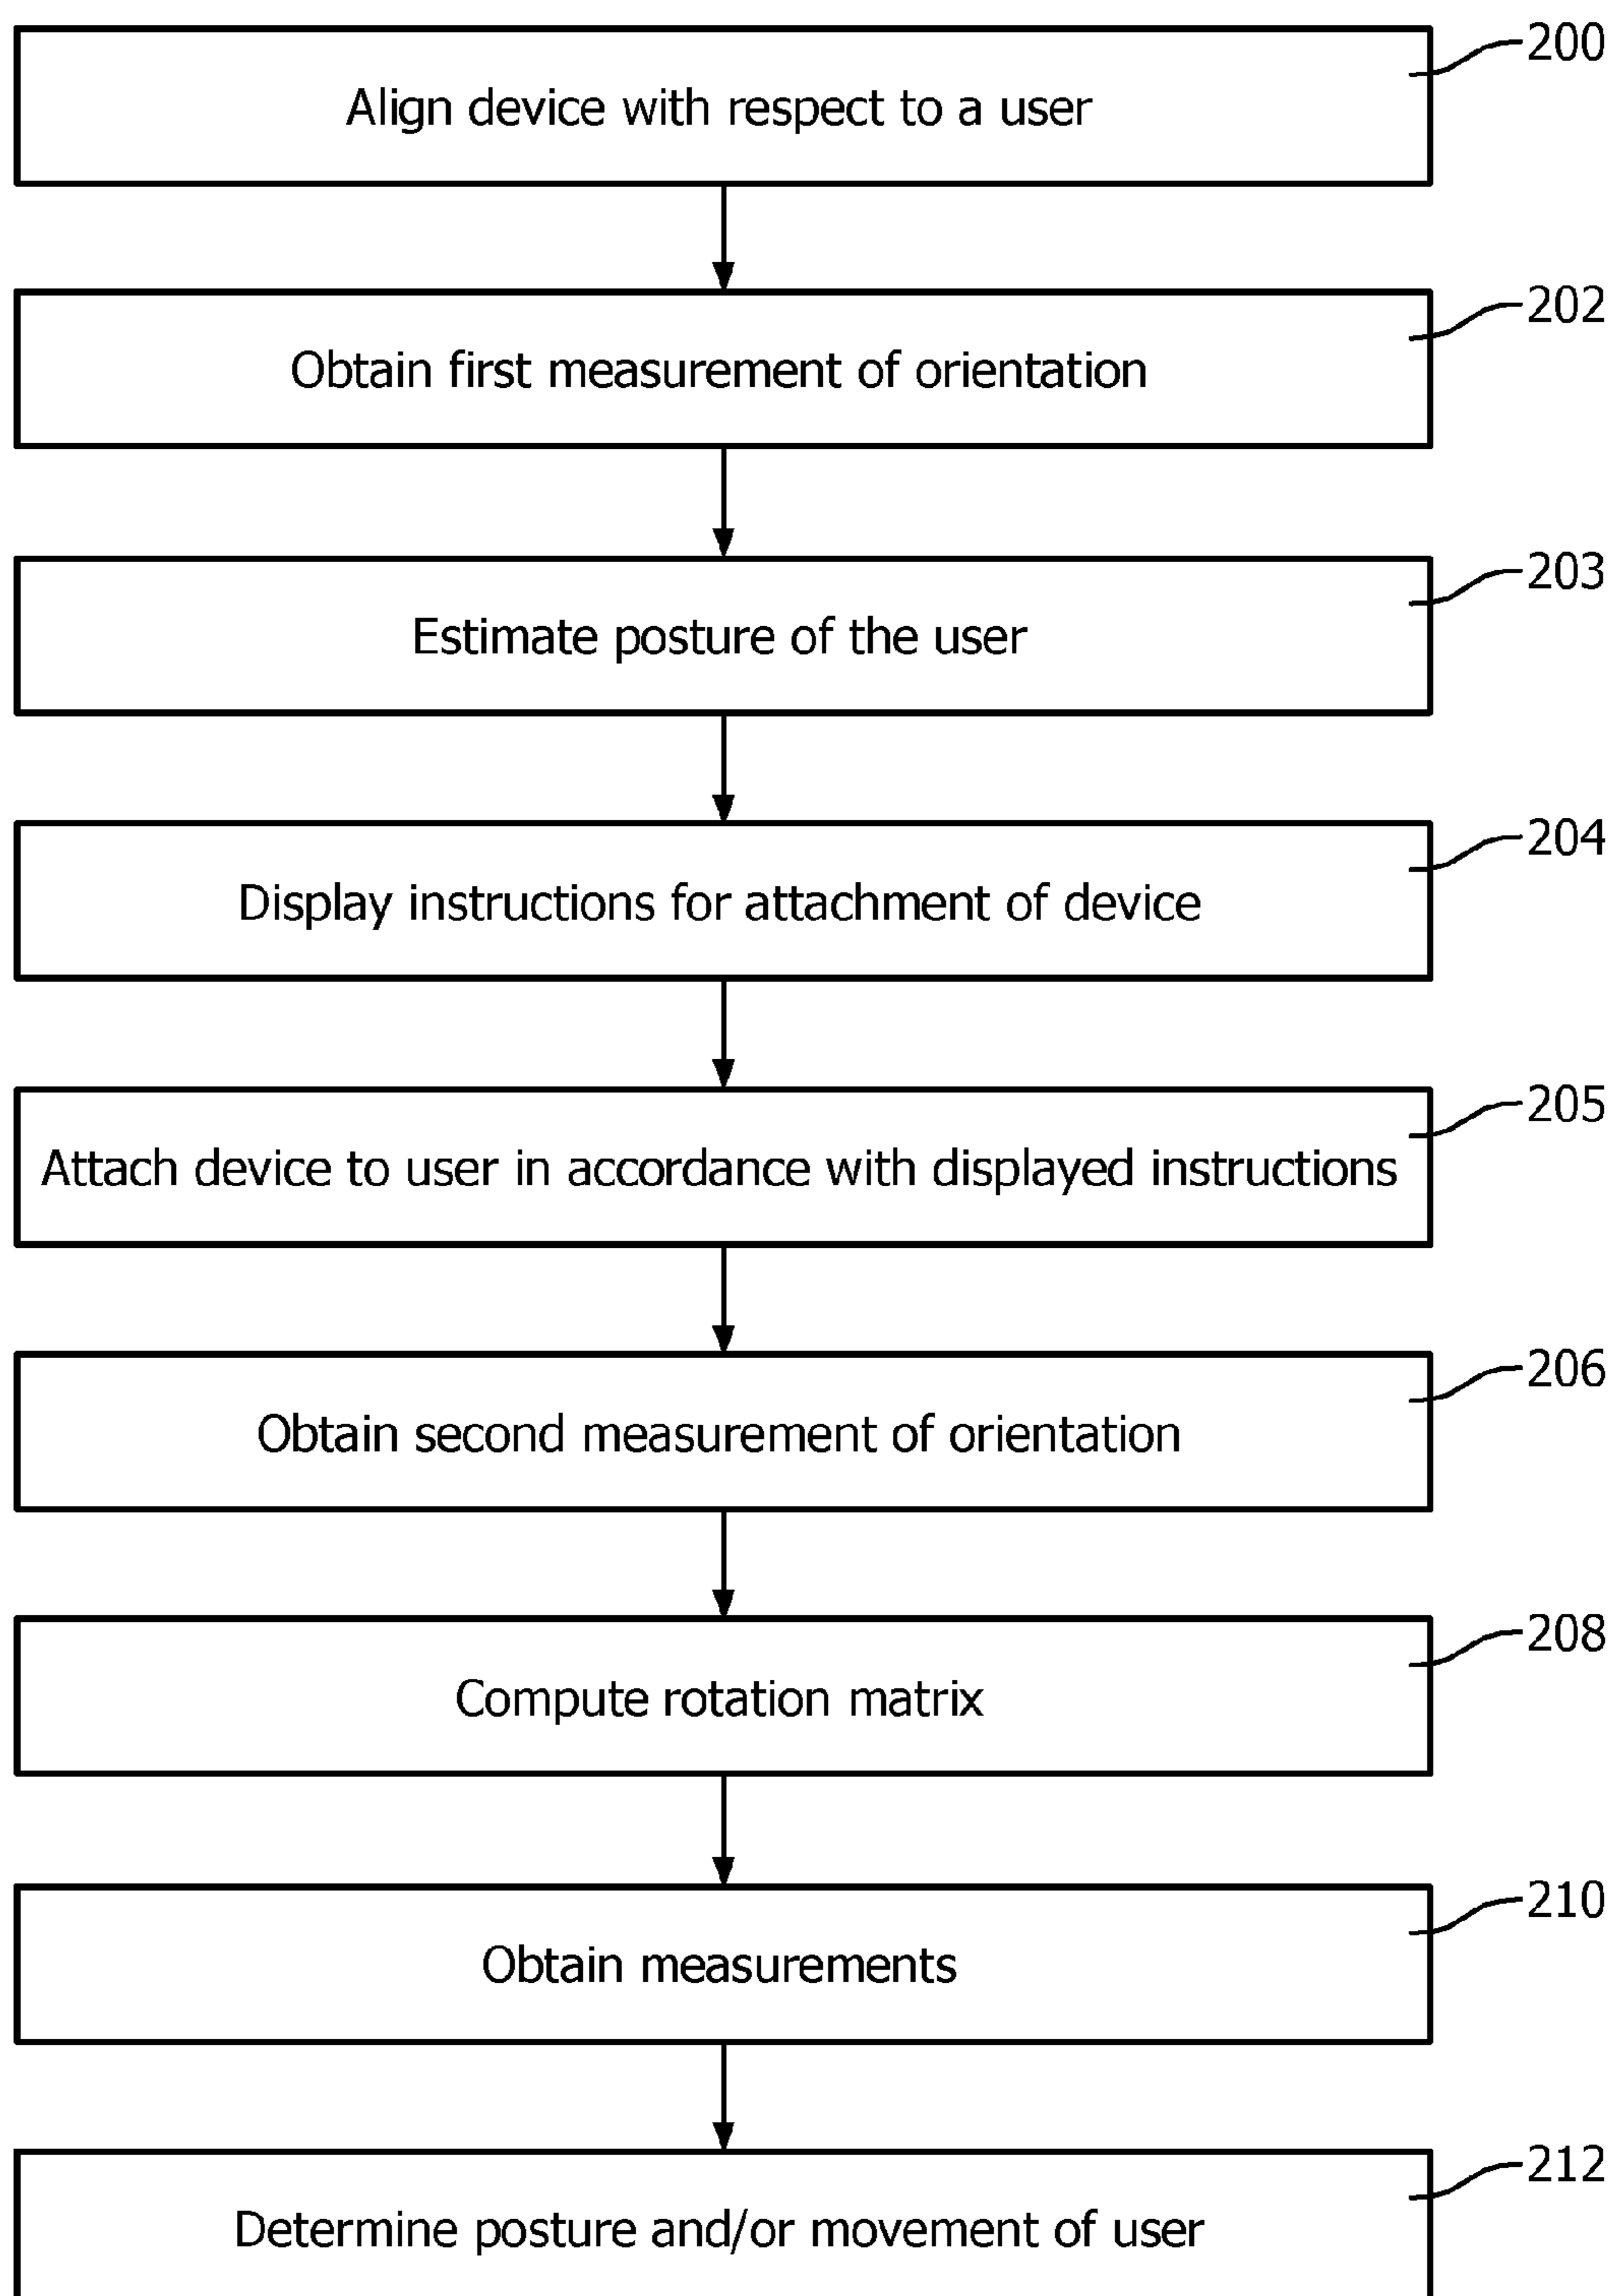 200
Align device with respect to a user
202
Obtain first measurement of orientation
203
Estimate posture of the user
204
Display instructions for attachment of device
205
Attach device to user in accordance with displayed instructions
206
Obtain second measurement of orientation
208
Compute rotation matrix
210
Obtain measurements
212
Determine posture and/or movement of user